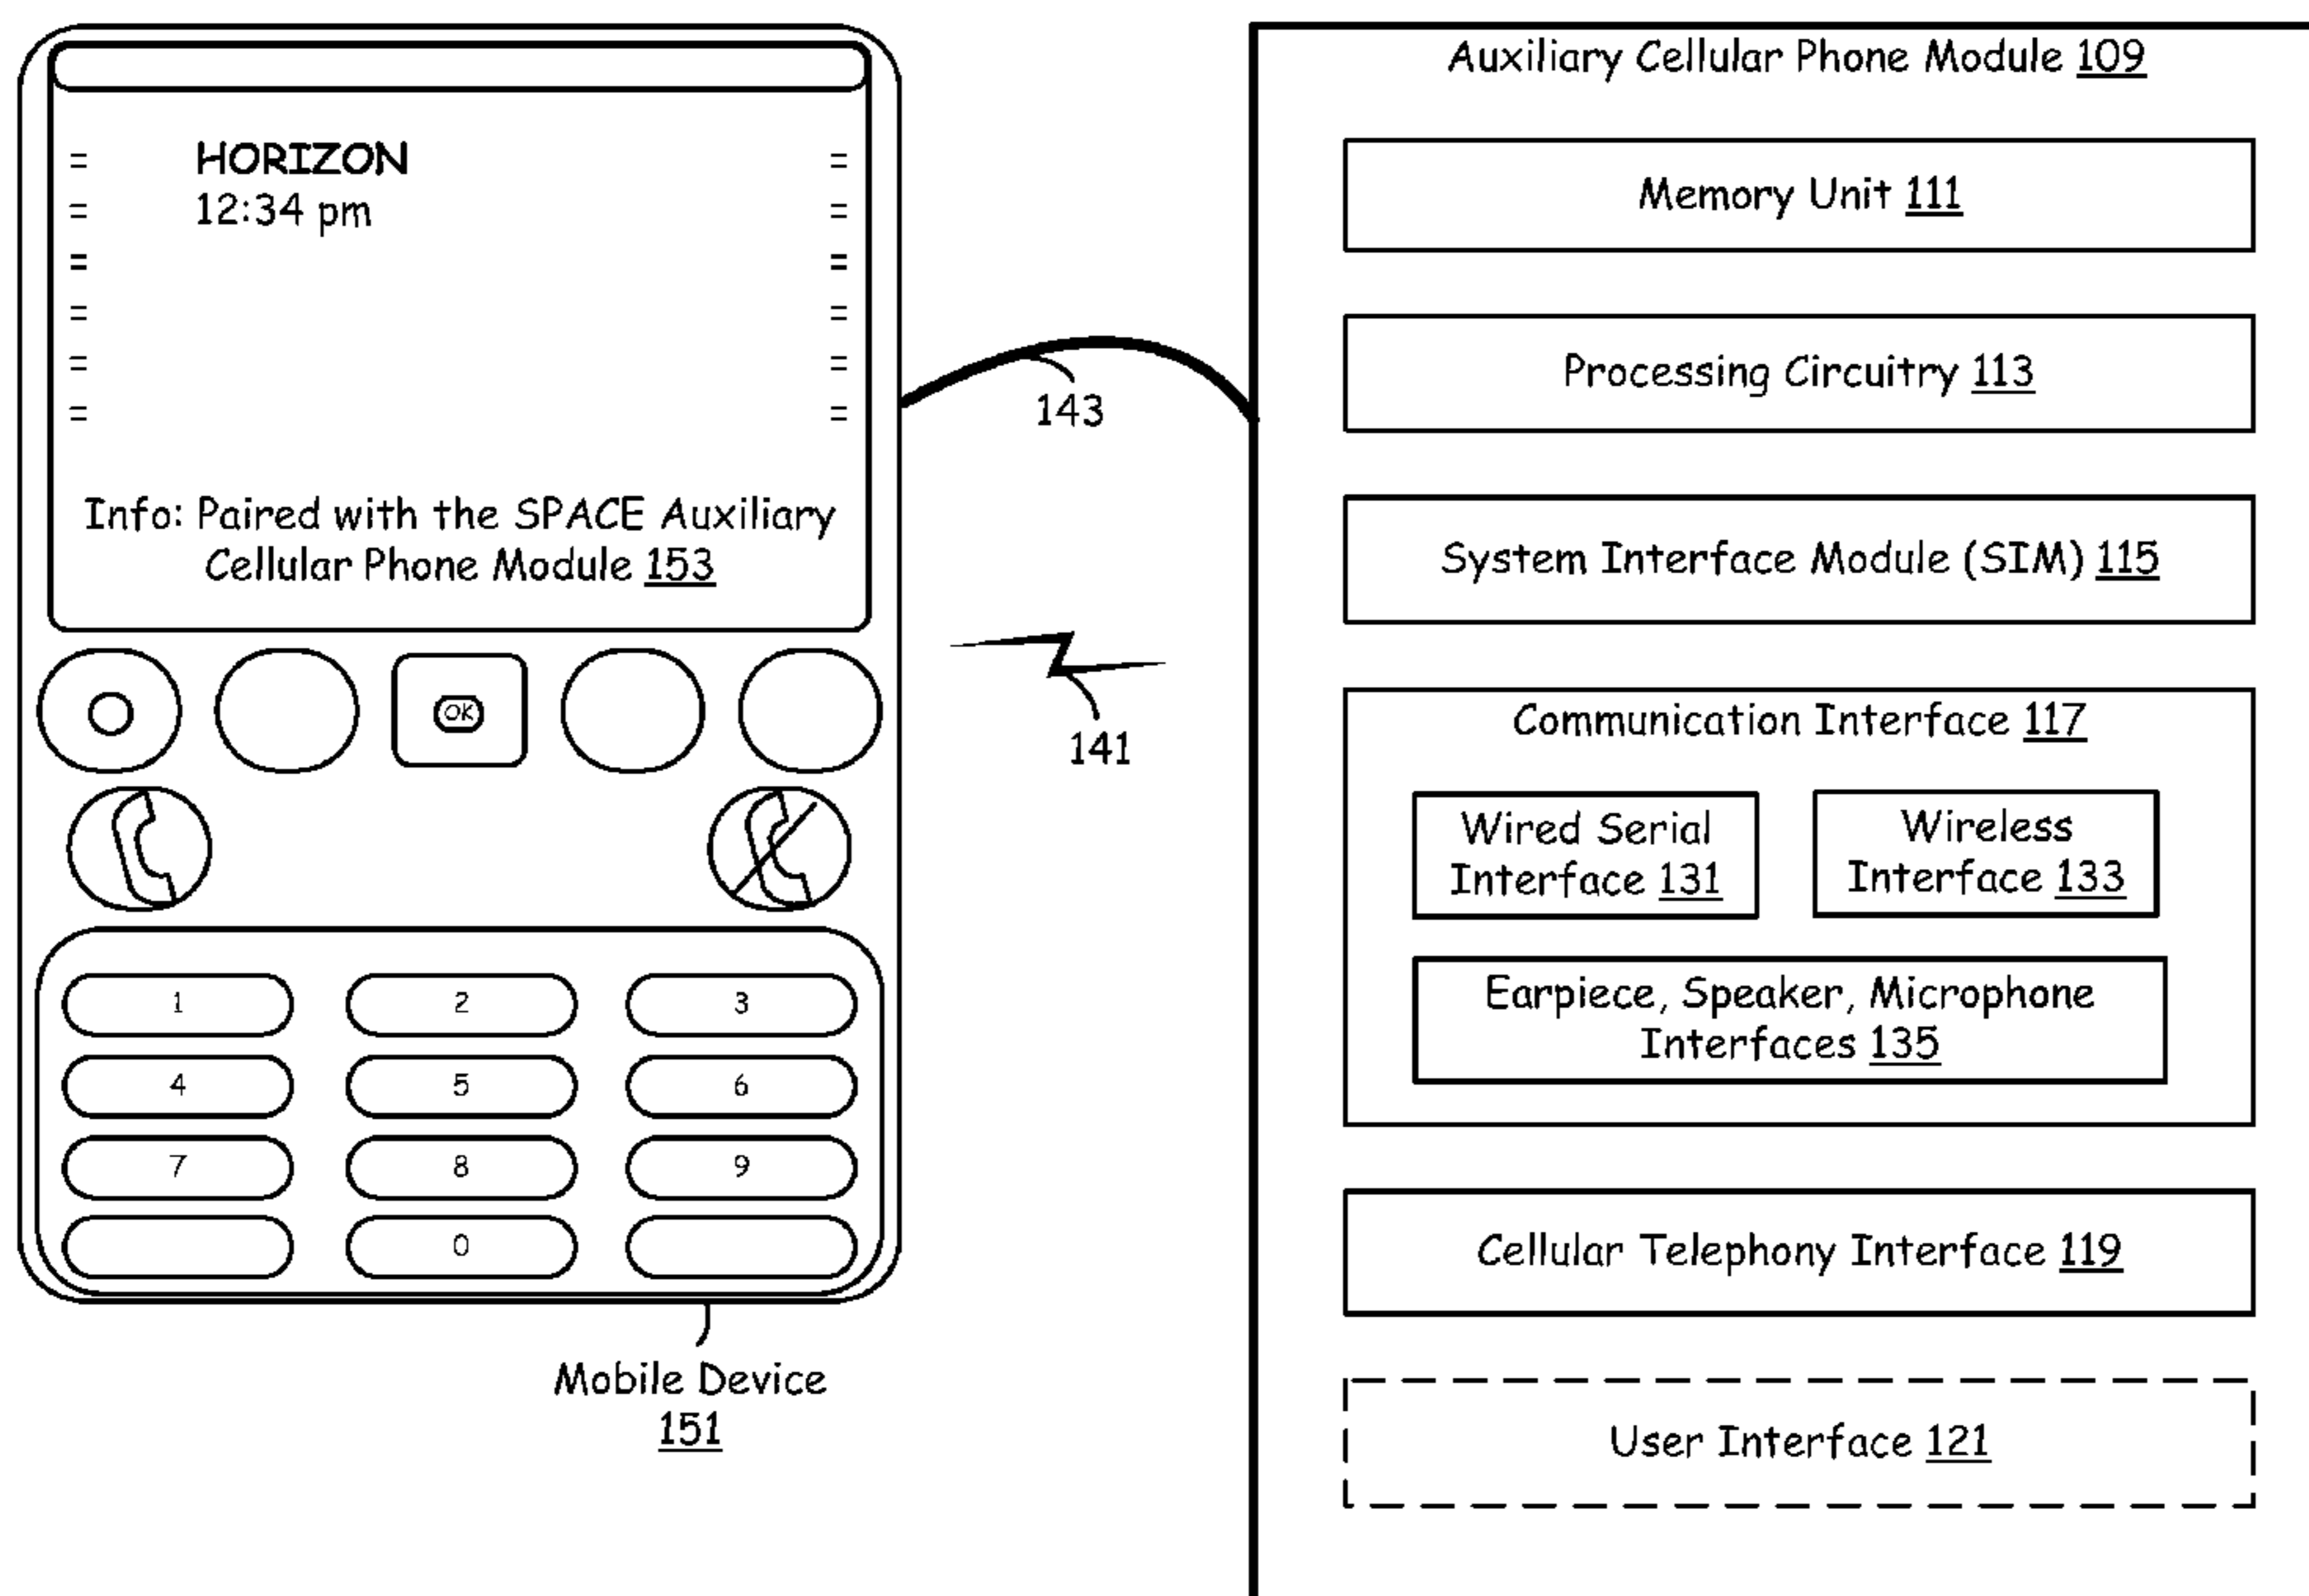 HORIZON
12:34 pm
Info: Paired with the SPACE Auxiliary
Cellular Phone Module 153
OK
1 2 3
4 5 6
7 8 9
0
Mobile Device
151
143
141
Auxiliary Cellular Phone Module 109
Memory Unit 111
Processing Circuitry 113
System Interface Module (SIM) 115
Communication Interface 117
Wired Serial
Interface 131
Wireless
Interface 133
Earpiece, Speaker, Microphone
Interfaces 135
Cellular Telephony Interface 119
User Interface 121